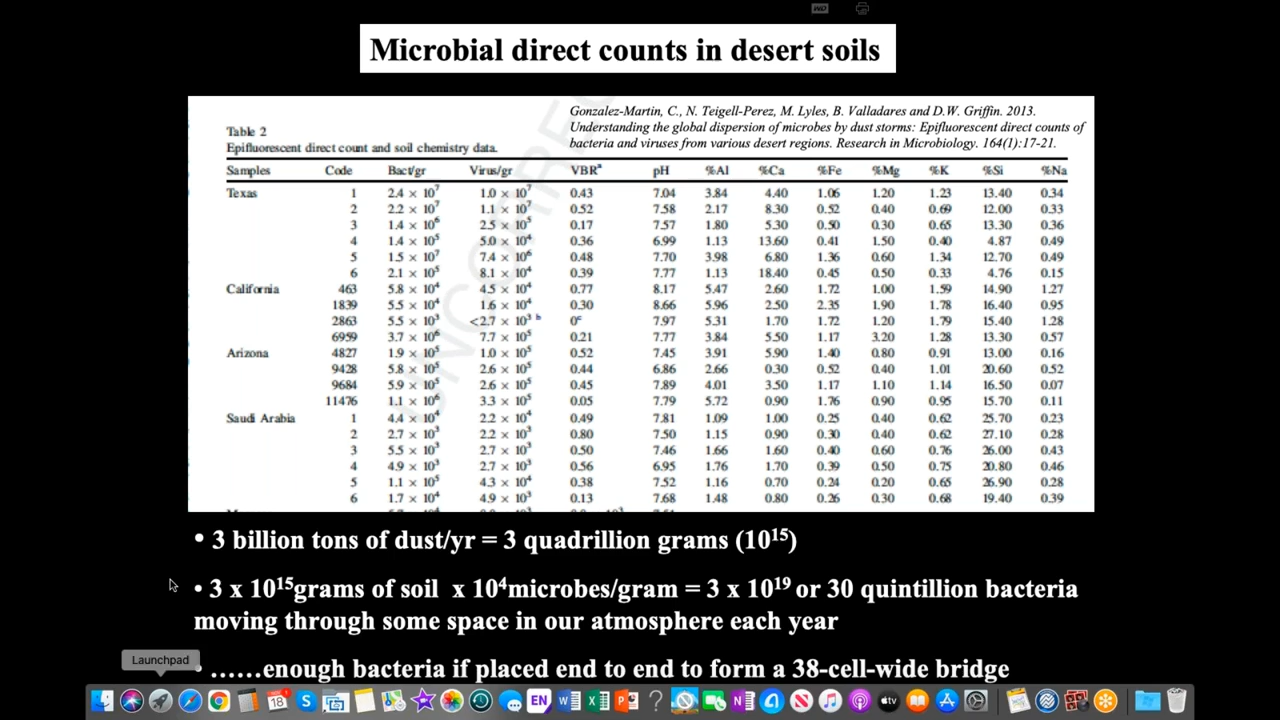 Microbial direct counts in desert soils
Gonzalez-Martin, C., N. Teigell-Perez, M. Lyles, B. Valladares and D.W. Griffin. 2013.
Understanding the global dispersion of microbes by dust storms: Epifluorescent direct counts of
bacteria and viruses from various desert regions. Research in Microbiology. 164(1):17-21.
Table 2
Epifluorescent direct count and soil chemistry data.
Samples Code Bact/gr Virus/gr VBRᵃ pH %Al %Ca %Fe %Mg %K %Si %Na
Texas 1 2.4 × 10⁷ 1.0 × 10⁷ 0.43 7.04 3.84 4.40 1.06 1.20 1.23 13.40 0.34
2 2.2 × 10⁷ 1.1 × 10⁷ 0.52 7.58 2.17 8.30 0.52 0.40 0.69 12.00 0.33
3 1.4 × 10⁶ 2.5 × 10⁵ 0.17 7.57 1.80 5.30 0.50 0.30 0.65 13.30 0.36
4 1.4 × 10⁵ 5.0 × 10⁴ 0.36 6.99 1.13 13.60 0.41 1.50 0.40 4.87 0.49
5 1.5 × 10⁷ 7.4 × 10⁶ 0.48 7.70 3.98 6.80 1.36 0.60 1.34 12.70 0.49
6 2.1 × 10⁵ 8.1 × 10⁴ 0.39 7.77 1.13 18.40 0.45 0.50 0.33 4.76 0.15
California 463 5.8 × 10⁴ 4.5 × 10⁴ 0.77 8.17 5.47 2.60 1.72 1.00 1.59 14.90 1.27
1839 5.5 × 10⁴ 1.6 × 10⁴ 0.30 8.66 5.96 2.50 2.35 1.90 1.78 16.40 0.95
2863 5.5 × 10³ <2.7 × 10³ ᵇ 0ᶜ 7.97 5.31 1.70 1.72 1.20 1.79 15.40 1.28
6959 3.7 × 10⁶ 7.7 × 10⁵ 0.21 7.77 3.84 5.50 1.17 3.20 1.28 13.30 0.57
Arizona 4827 1.9 × 10⁵ 1.0 × 10⁵ 0.52 7.45 3.91 5.90 1.40 0.80 0.91 13.00 0.16
9428 5.8 × 10⁵ 2.6 × 10⁵ 0.44 6.86 2.66 0.30 0.52 0.40 1.01 20.60 0.52
9684 5.9 × 10⁵ 2.6 × 10⁵ 0.45 7.89 4.01 3.50 1.17 1.10 1.14 16.50 0.07
11476 1.1 × 10⁶ 3.3 × 10⁵ 0.05 7.79 5.72 0.90 1.76 0.90 0.95 15.70 0.11
Saudi Arabia 1 4.4 × 10⁴ 2.2 × 10⁴ 0.49 7.81 1.09 1.00 0.25 0.40 0.62 25.70 0.23
2 2.7 × 10³ 2.2 × 10³ 0.80 7.50 1.15 0.90 0.30 0.40 0.62 27.10 0.28
3 5.5 × 10³ 2.7 × 10³ 0.50 7.46 1.66 1.60 0.40 0.60 0.76 26.00 0.43
4 4.9 × 10³ 2.7 × 10³ 0.56 6.95 1.76 1.70 0.39 0.50 0.75 20.80 0.46
5 1.1 × 10⁵ 4.3 × 10⁴ 0.38 7.52 1.16 0.70 0.24 0.20 0.65 26.90 0.28
6 1.7 × 10⁴ 4.9 × 10³ 0.13 7.68 1.48 0.80 0.26 0.30 0.68 19.40 0.39
• 3 billion tons of dust/yr = 3 quadrillion grams (10¹⁵)
• 3 x 10¹⁵grams of soil x 10⁴microbes/gram = 3 x 10¹⁹ or 30 quintillion bacteria
moving through some space in our atmosphere each year
• ……enough bacteria if placed end to end to form a 38-cell-wide bridge
Launchpad
18
EN
tv